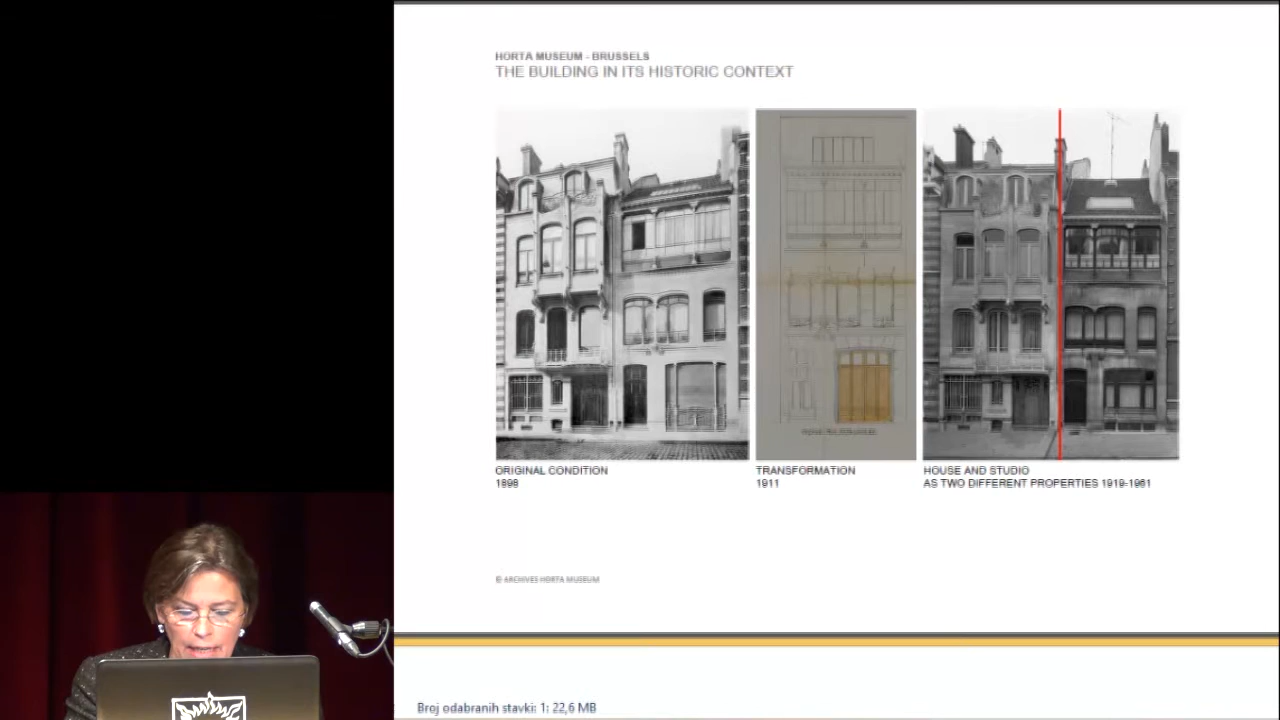 HORTA MUSEUM - BRUSSELS
THE BUILDING IN ITS HISTORIC CONTEXT
ORIGINAL CONDITION
1898
TRANSFORMATION
1911
HOUSE AND STUDIO
AS TWO DIFFERENT PROPERTIES 1919-1961
© ARCHIVES HORTA MUSEUM
Broj odabranih stavki: 1: 22,6 MB